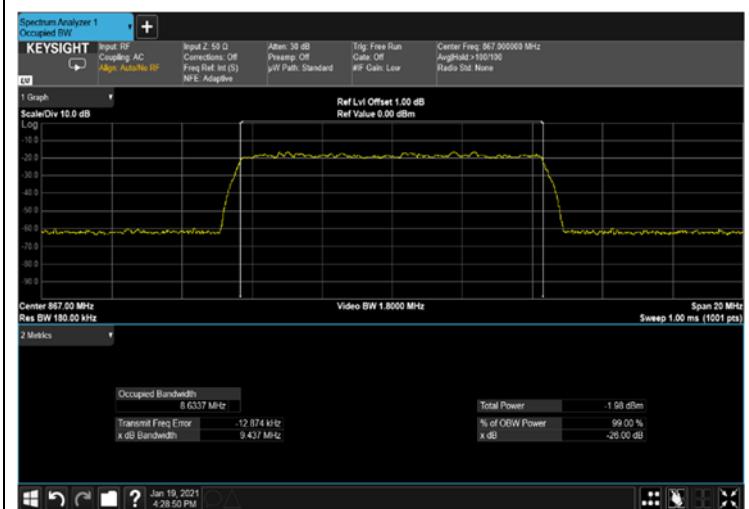 Spectrum Analyzer 1
Occupied BW
+
KEYSIGHT
Input: RF
Coupling: AC
Align: Auto/No RF
Input Z: 50 Ω
Corrections: Off
Freq Ref: Int (S)
NFE: Adaptive
Atten: 30 dB
Preamp: Off
µW Path: Standard
Trig: Free Run
Gate: Off
#IF Gain: Low
Center Freq: 867.000000 MHz
Avg|Hold:>100/100
Radio Std: None
1 Graph
Scale/Div 10.0 dB
Ref Lvl Offset 1.00 dB
Ref Value 0.00 dBm
Log
-10.0
-20.0
-30.0
-40.0
-50.0
-60.0
-70.0
-80.0
-90.0
Center 867.00 MHz
Res BW 180.00 kHz
Video BW 1.8000 MHz
Span 20 MHz
Sweep 1.00 ms (1001 pts)
2 Metrics
Occupied Bandwidth
8.6337 MHz
Transmit Freq Error -12.874 kHz
x dB Bandwidth 9.437 MHz
Total Power -1.98 dBm
% of OBW Power 99.00 %
x dB -26.00 dB
?
Jan 19, 2021
4:28:50 PM